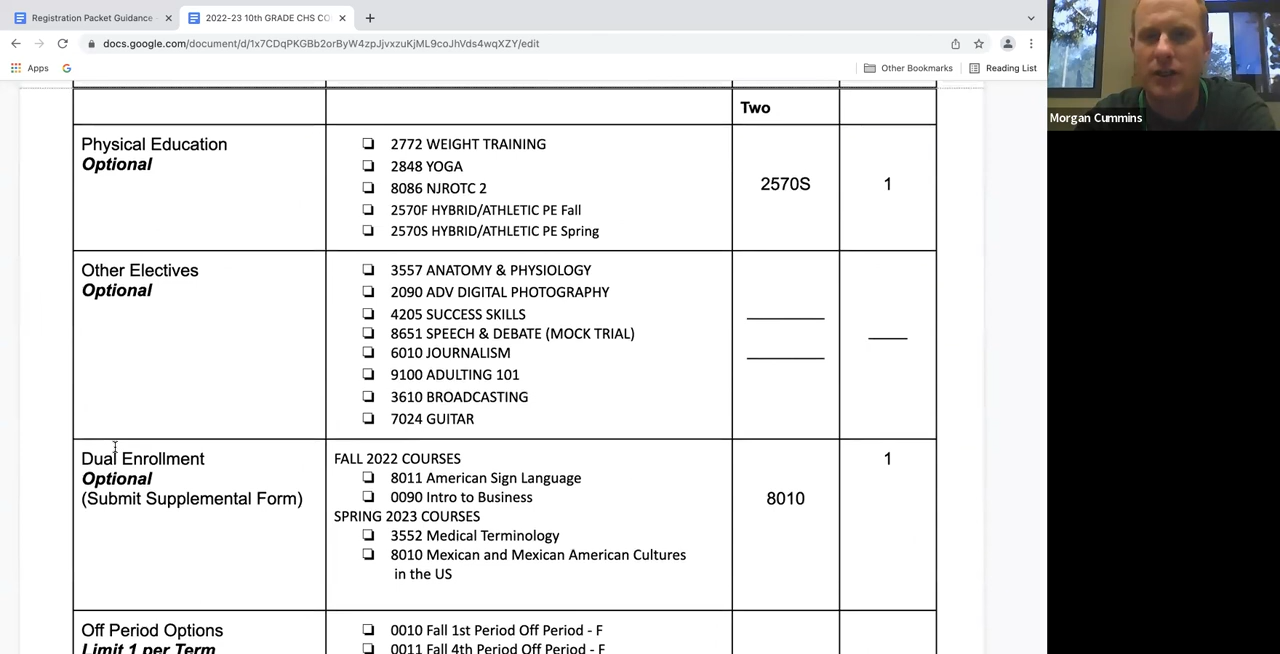 Registration Packet Guidance
2022-23 10th GRADE CHS CO
docs.google.com/document/d/1x7CDqPKGBb2orByW4zpJjvxzuKjML9coJhVds4wqXZY/edit
Apps
Other Bookmarks
Reading List
Morgan Cummins
Two
Physical Education
Optional
2772 WEIGHT TRAINING
2848 YOGA
8086 NJROTC 2
2570F HYBRID/ATHLETIC PE Fall
2570S HYBRID/ATHLETIC PE Spring
2570S
1
Other Electives
Optional
3557 ANATOMY & PHYSIOLOGY
2090 ADV DIGITAL PHOTOGRAPHY
4205 SUCCESS SKILLS
8651 SPEECH & DEBATE (MOCK TRIAL)
6010 JOURNALISM
9100 ADULTING 101
3610 BROADCASTING
7024 GUITAR
Dual Enrollment
Optional
(Submit Supplemental Form)
FALL 2022 COURSES
8011 American Sign Language
0090 Intro to Business
SPRING 2023 COURSES
3552 Medical Terminology
8010 Mexican and Mexican American Cultures
in the US
8010
1
Off Period Options
Limit 1 per Term
0010 Fall 1st Period Off Period - F
0011 Fall 4th Period Off Period - F